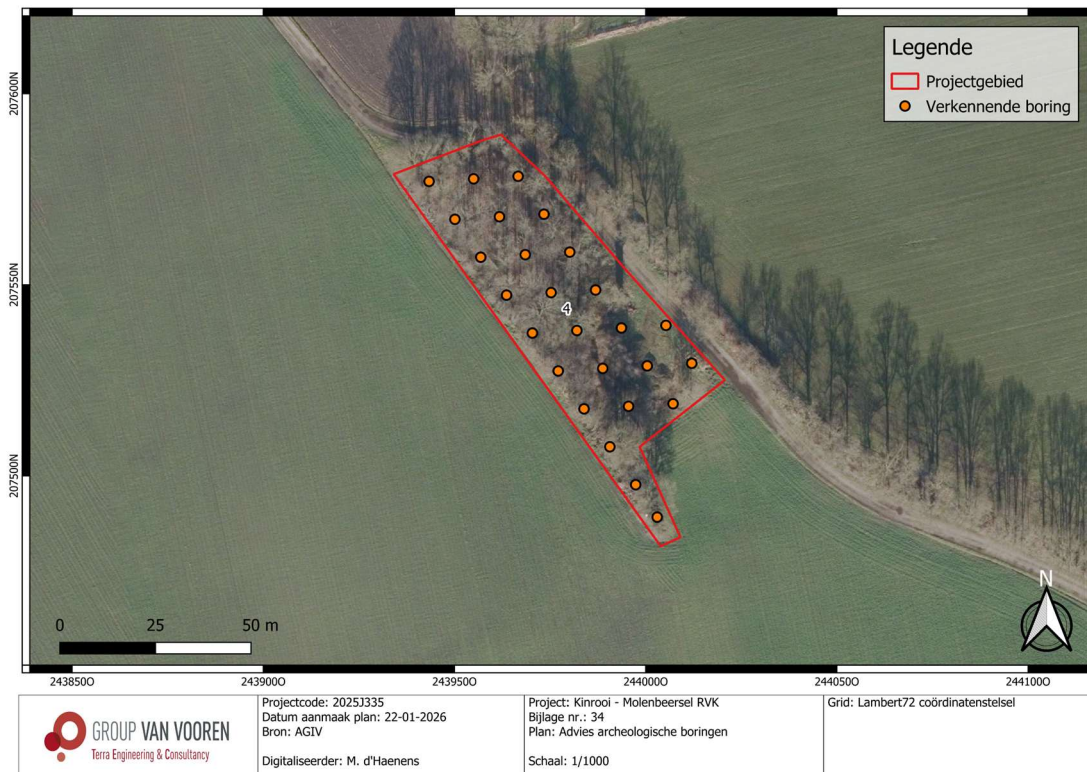 Legende
Projectgebied
Verkennende boring
207600N
207550N
207500N
4
N
0 25 50 m
243850O 243900O 243950O 244000O 244050O 244100O
GROUP VAN VOOREN
Terra Engineering & Consultancy
Projectcode: 2025J335
Datum aanmaak plan: 22-01-2026
Bron: AGIV
Digitaliseerder: M. d'Haenens
Project: Kinrooi - Molenbeersel RVK
Bijlage nr.: 34
Plan: Advies archeologische boringen
Schaal: 1/1000
Grid: Lambert72 coördinatenstelsel